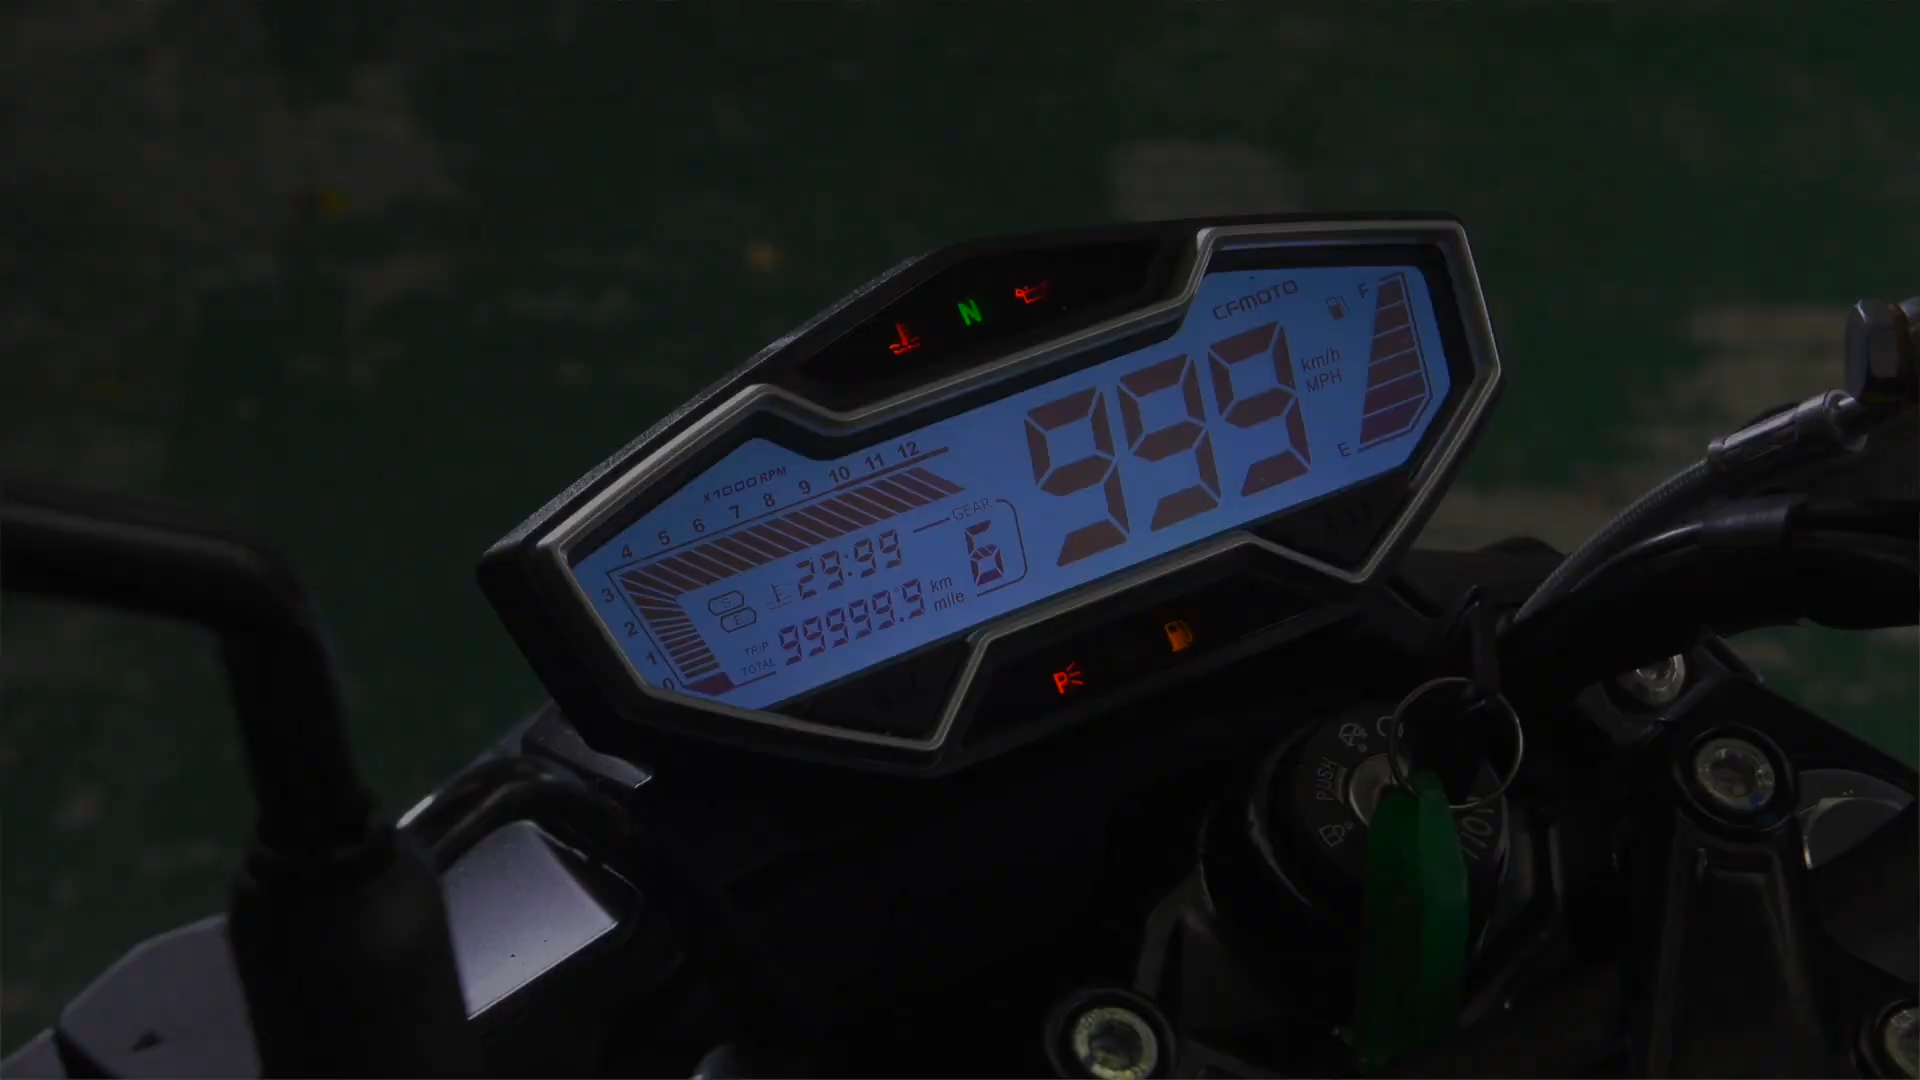 N
CFMOTO
F
km/h
MPH
E
999
X1000 RPM
0 1 2 3 4 5 6 7 8 9 10 11 12
GEAR
6
29:99
S
E
TRIP
TOTAL
99999.9
km
mile
P
PUSH